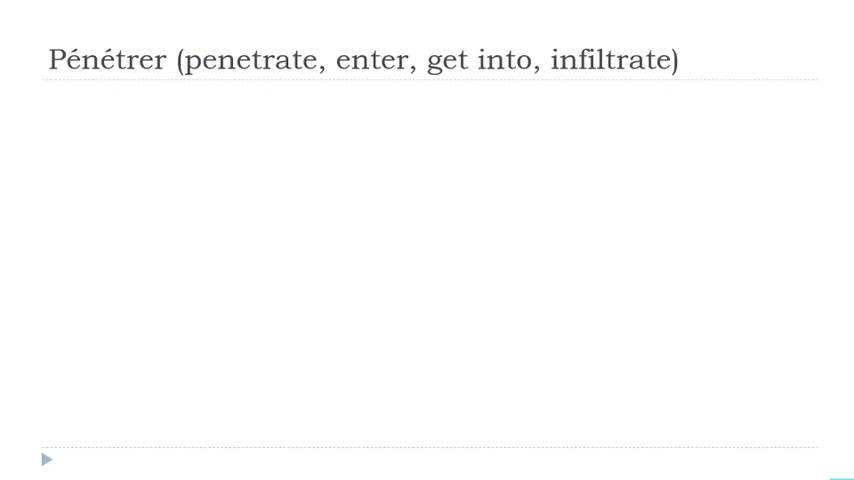 Pénétrer (penetrate, enter, get into, infiltrate)